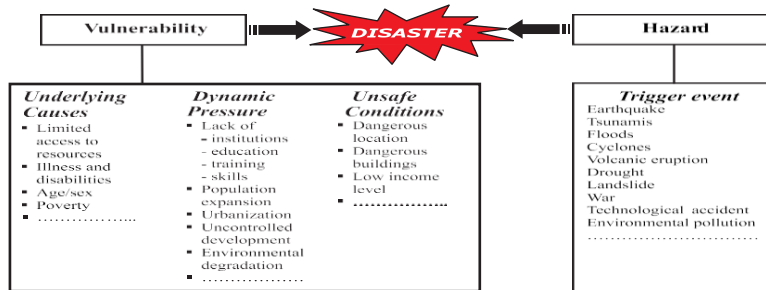 Vulnerability
DISASTER
Hazard
Underlying
Causes
▪ Limited
access to
resources
▪ Illness and
disabilities
▪ Age/sex
▪ Poverty
▪ ……………...
Dynamic
Pressure
▪ Lack of
- institutions
- education
- training
- skills
▪ Population
expansion
▪ Urbanization
▪ Uncontrolled
development
▪ Environmental
degradation
▪ ………………
Unsafe
Conditions
▪ Dangerous
location
▪ Dangerous
buildings
▪ Low income
level
▪ ……………..
Trigger event
Earthquake
Tsunamis
Floods
Cyclones
Volcanic eruption
Drought
Landslide
War
Technological accident
Environmental pollution
…………………………